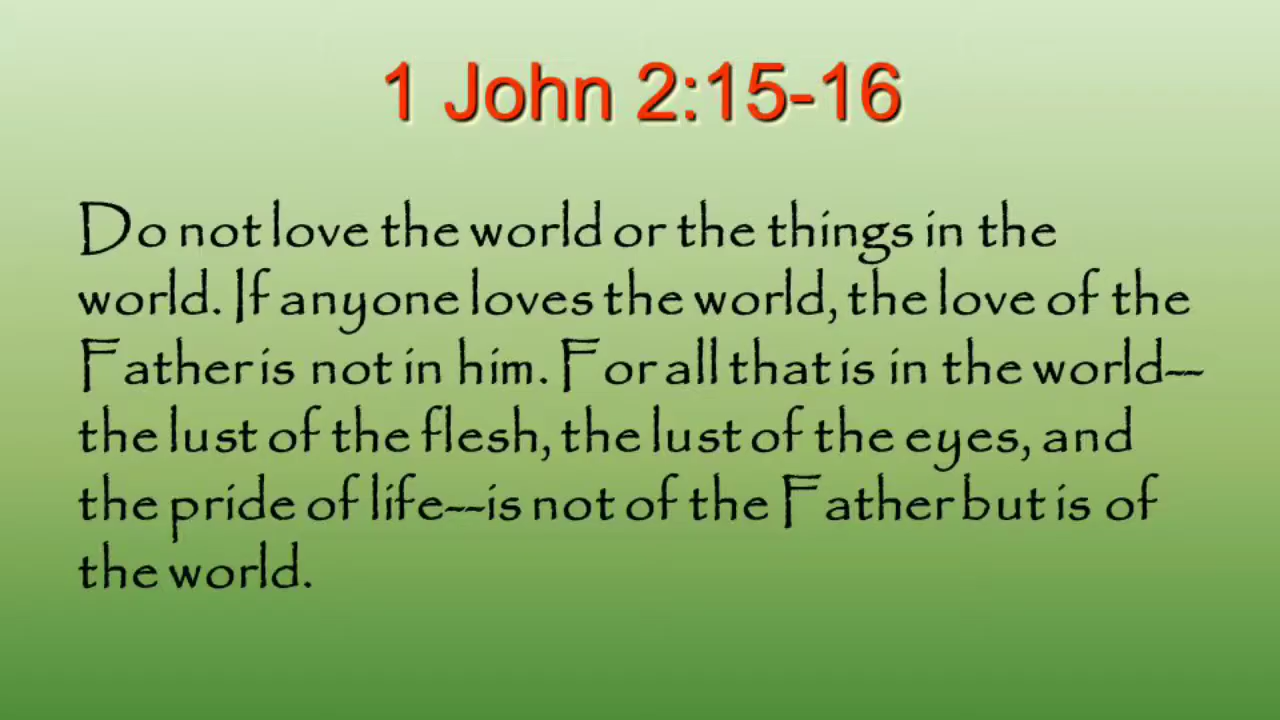 1 John 2:15-16
Do not love the world or the things in the
world. If anyone loves the world, the love of the
Father is not in him. For all that is in the world--
the lust of the flesh, the lust of the eyes, and
the pride of life--is not of the Father but is of
the world.